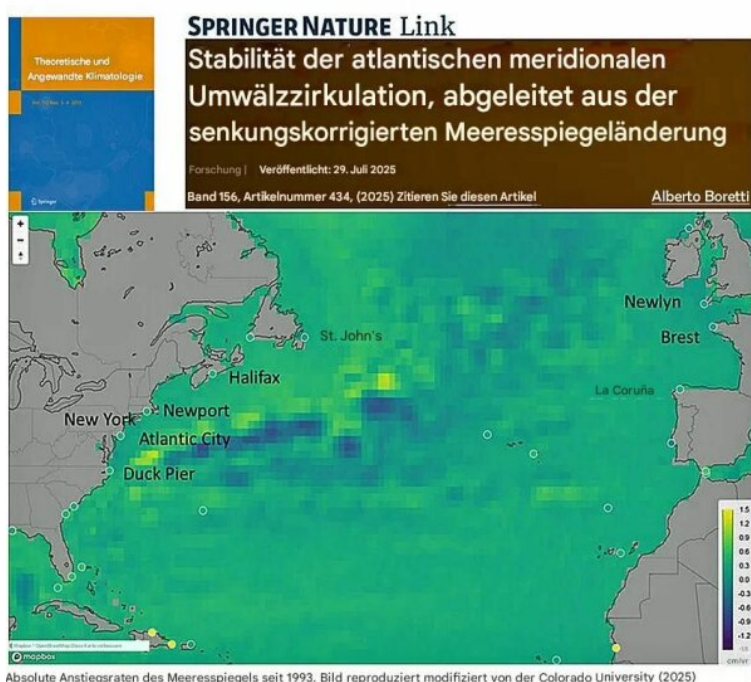 SPRINGER NATURE Link
Theoretische und
Angewandte Klimatologie
Springer
Stabilität der atlantischen meridionalen
Umwälzzirkulation, abgeleitet aus der
senkungskorrigierten Meeresspiegeländerung
Forschung | Veröffentlicht: 29. Juli 2025
Band 156, Artikelnummer 434, (2025) Zitieren Sie diesen Artikel
Alberto Boretti
+
−
Newlyn
St. John's
Brest
Halifax
La Coruña
New York
Newport
Atlantic City
Duck Pier
1.5
1.2
0.9
0.6
0.3
0.0
-0.3
-0.6
-0.9
-1.2
cm/yr
mapbox
Absolute Anstiegsraten des Meeresspiegels seit 1993. Bild reproduziert modifiziert von der Colorado University (2025)